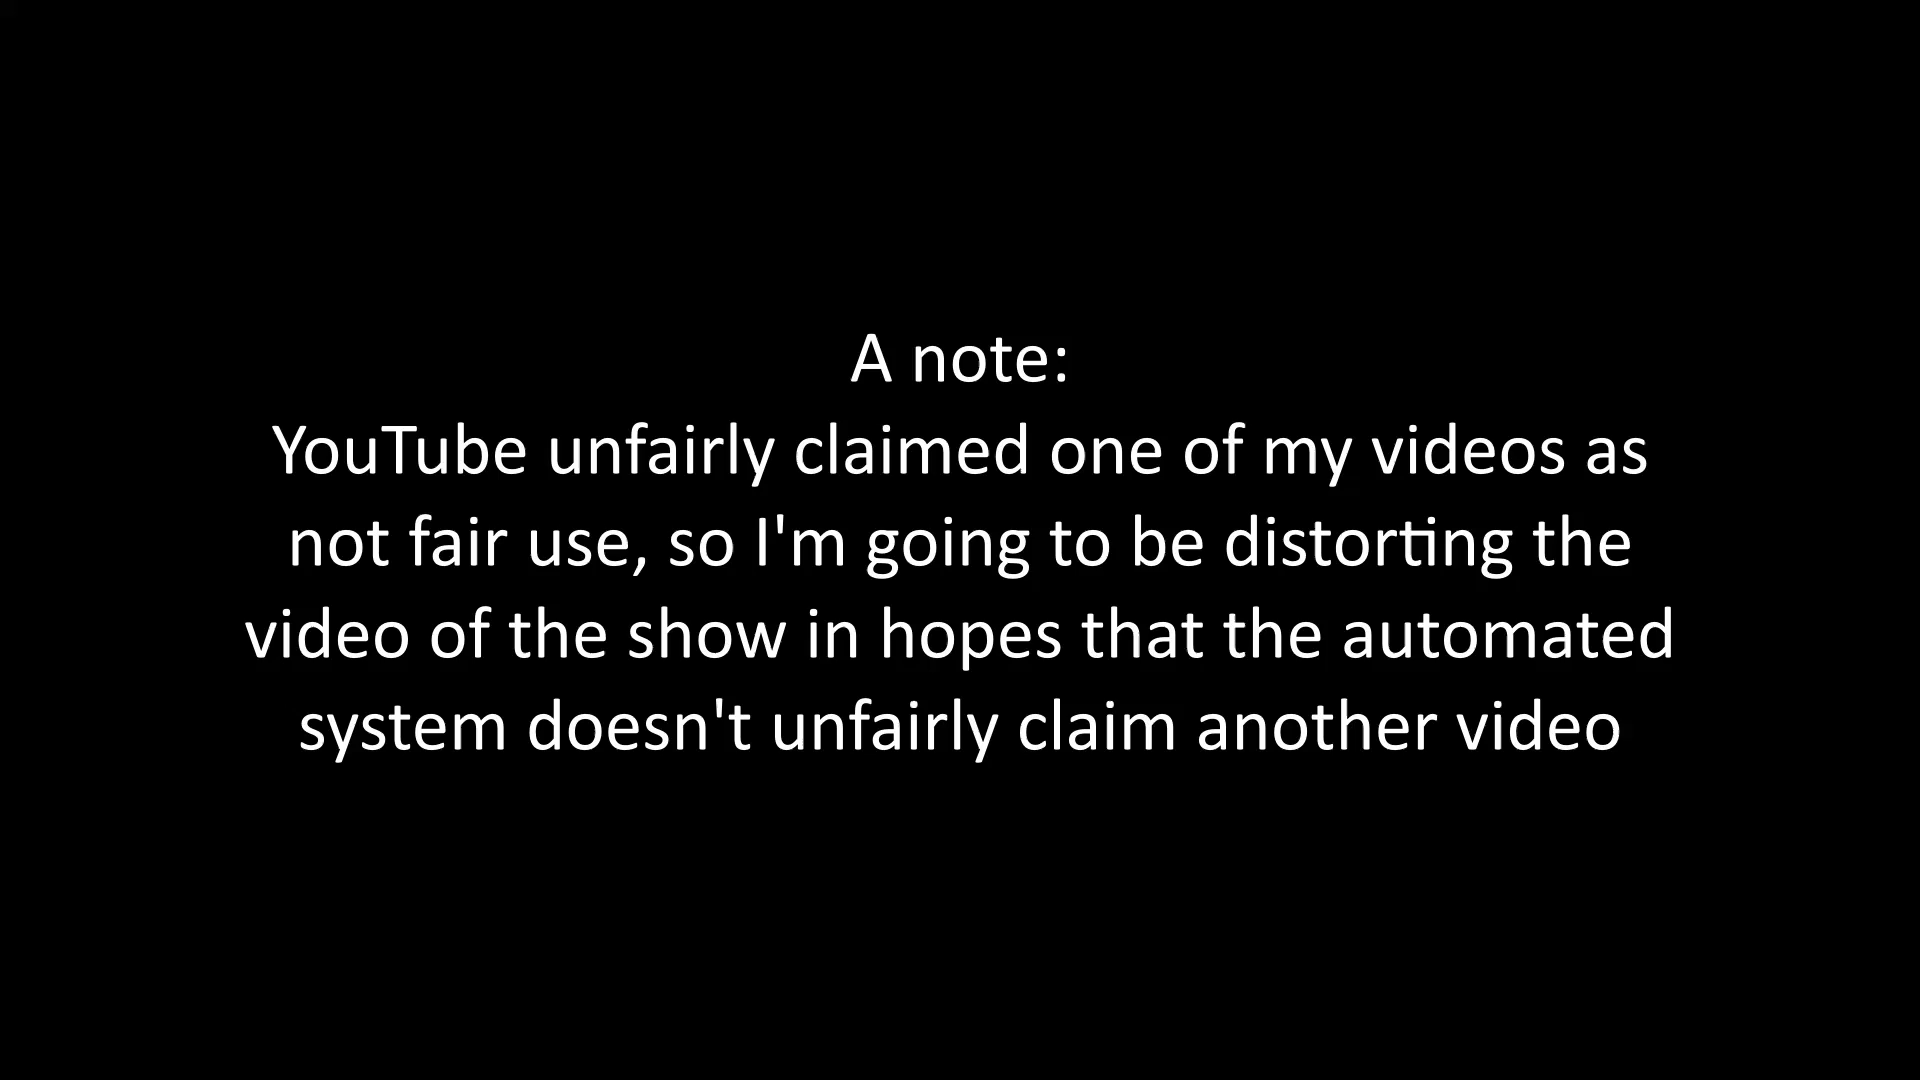 A note:
YouTube unfairly claimed one of my videos as
not fair use, so I'm going to be distorting the
video of the show in hopes that the automated
system doesn't unfairly claim another video